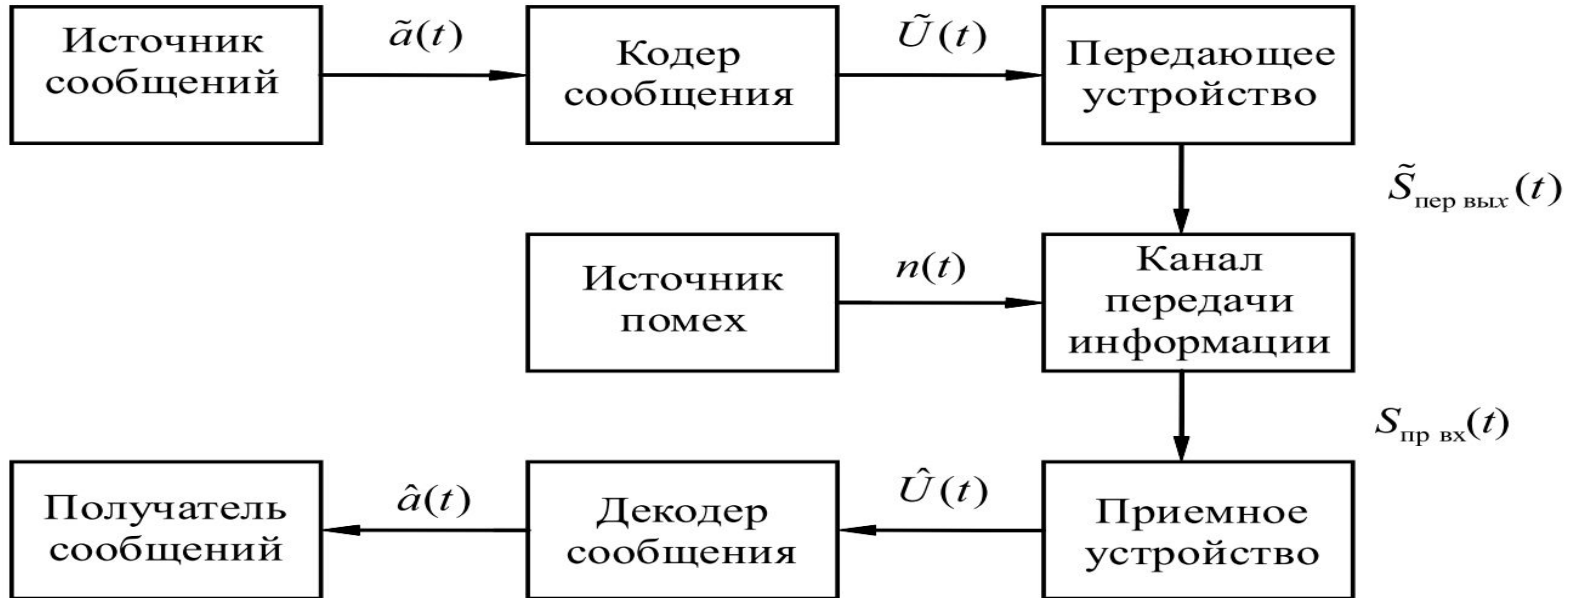 Источник
сообщений
ã(t)
Кодер
сообщения
Ũ(t)
Передающее
устройство
S̃пер вых(t)
Источник
помех
n(t)
Канал
передачи
информации
Sпр вх(t)
Получатель
сообщений
â(t)
Декодер
сообщения
Û(t)
Приемное
устройство